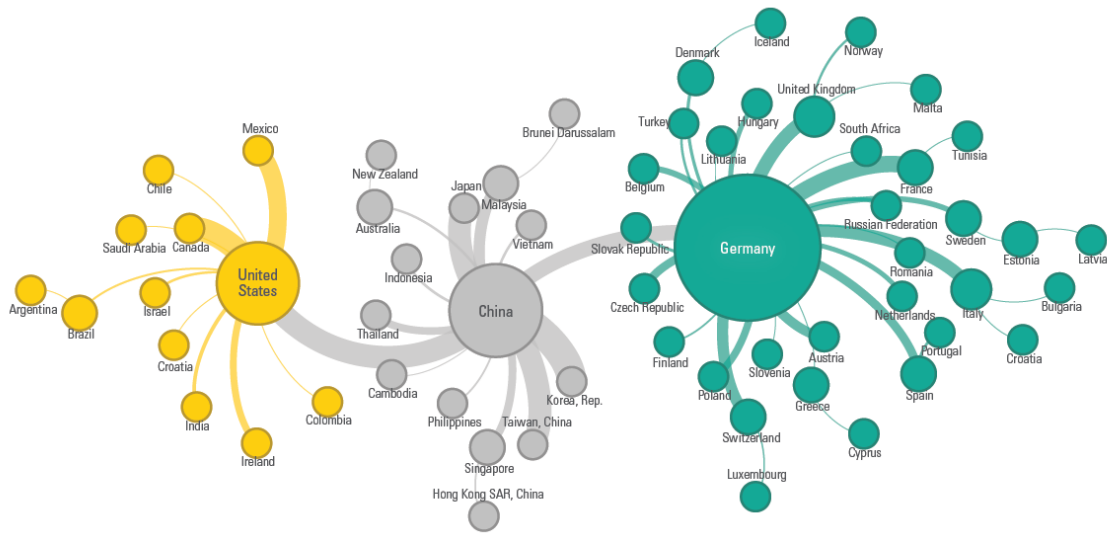 Iceland
Denmark
Norway
United Kingdom
Malta
Turkey
Hungary
South Africa
Tunisia
Lithuania
Belgium
France
Russian Federation
Slovak Republic
Germany
Sweden
Estonia
Latvia
Romania
Czech Republic
Netherlands
Italy
Bulgaria
Finland
Austria
Portugal
Croatia
Poland
Slovenia
Spain
Greece
Switzerland
Cyprus
Luxembourg
Brunei Darussalam
New Zealand
Japan
Malaysia
Australia
Vietnam
Indonesia
China
Thailand
Cambodia
Korea, Rep.
Philippines
Taiwan, China
Singapore
Hong Kong SAR, China
Mexico
Chile
Saudi Arabia
Canada
United
States
Argentina
Israel
Brazil
Croatia
India
Colombia
Ireland